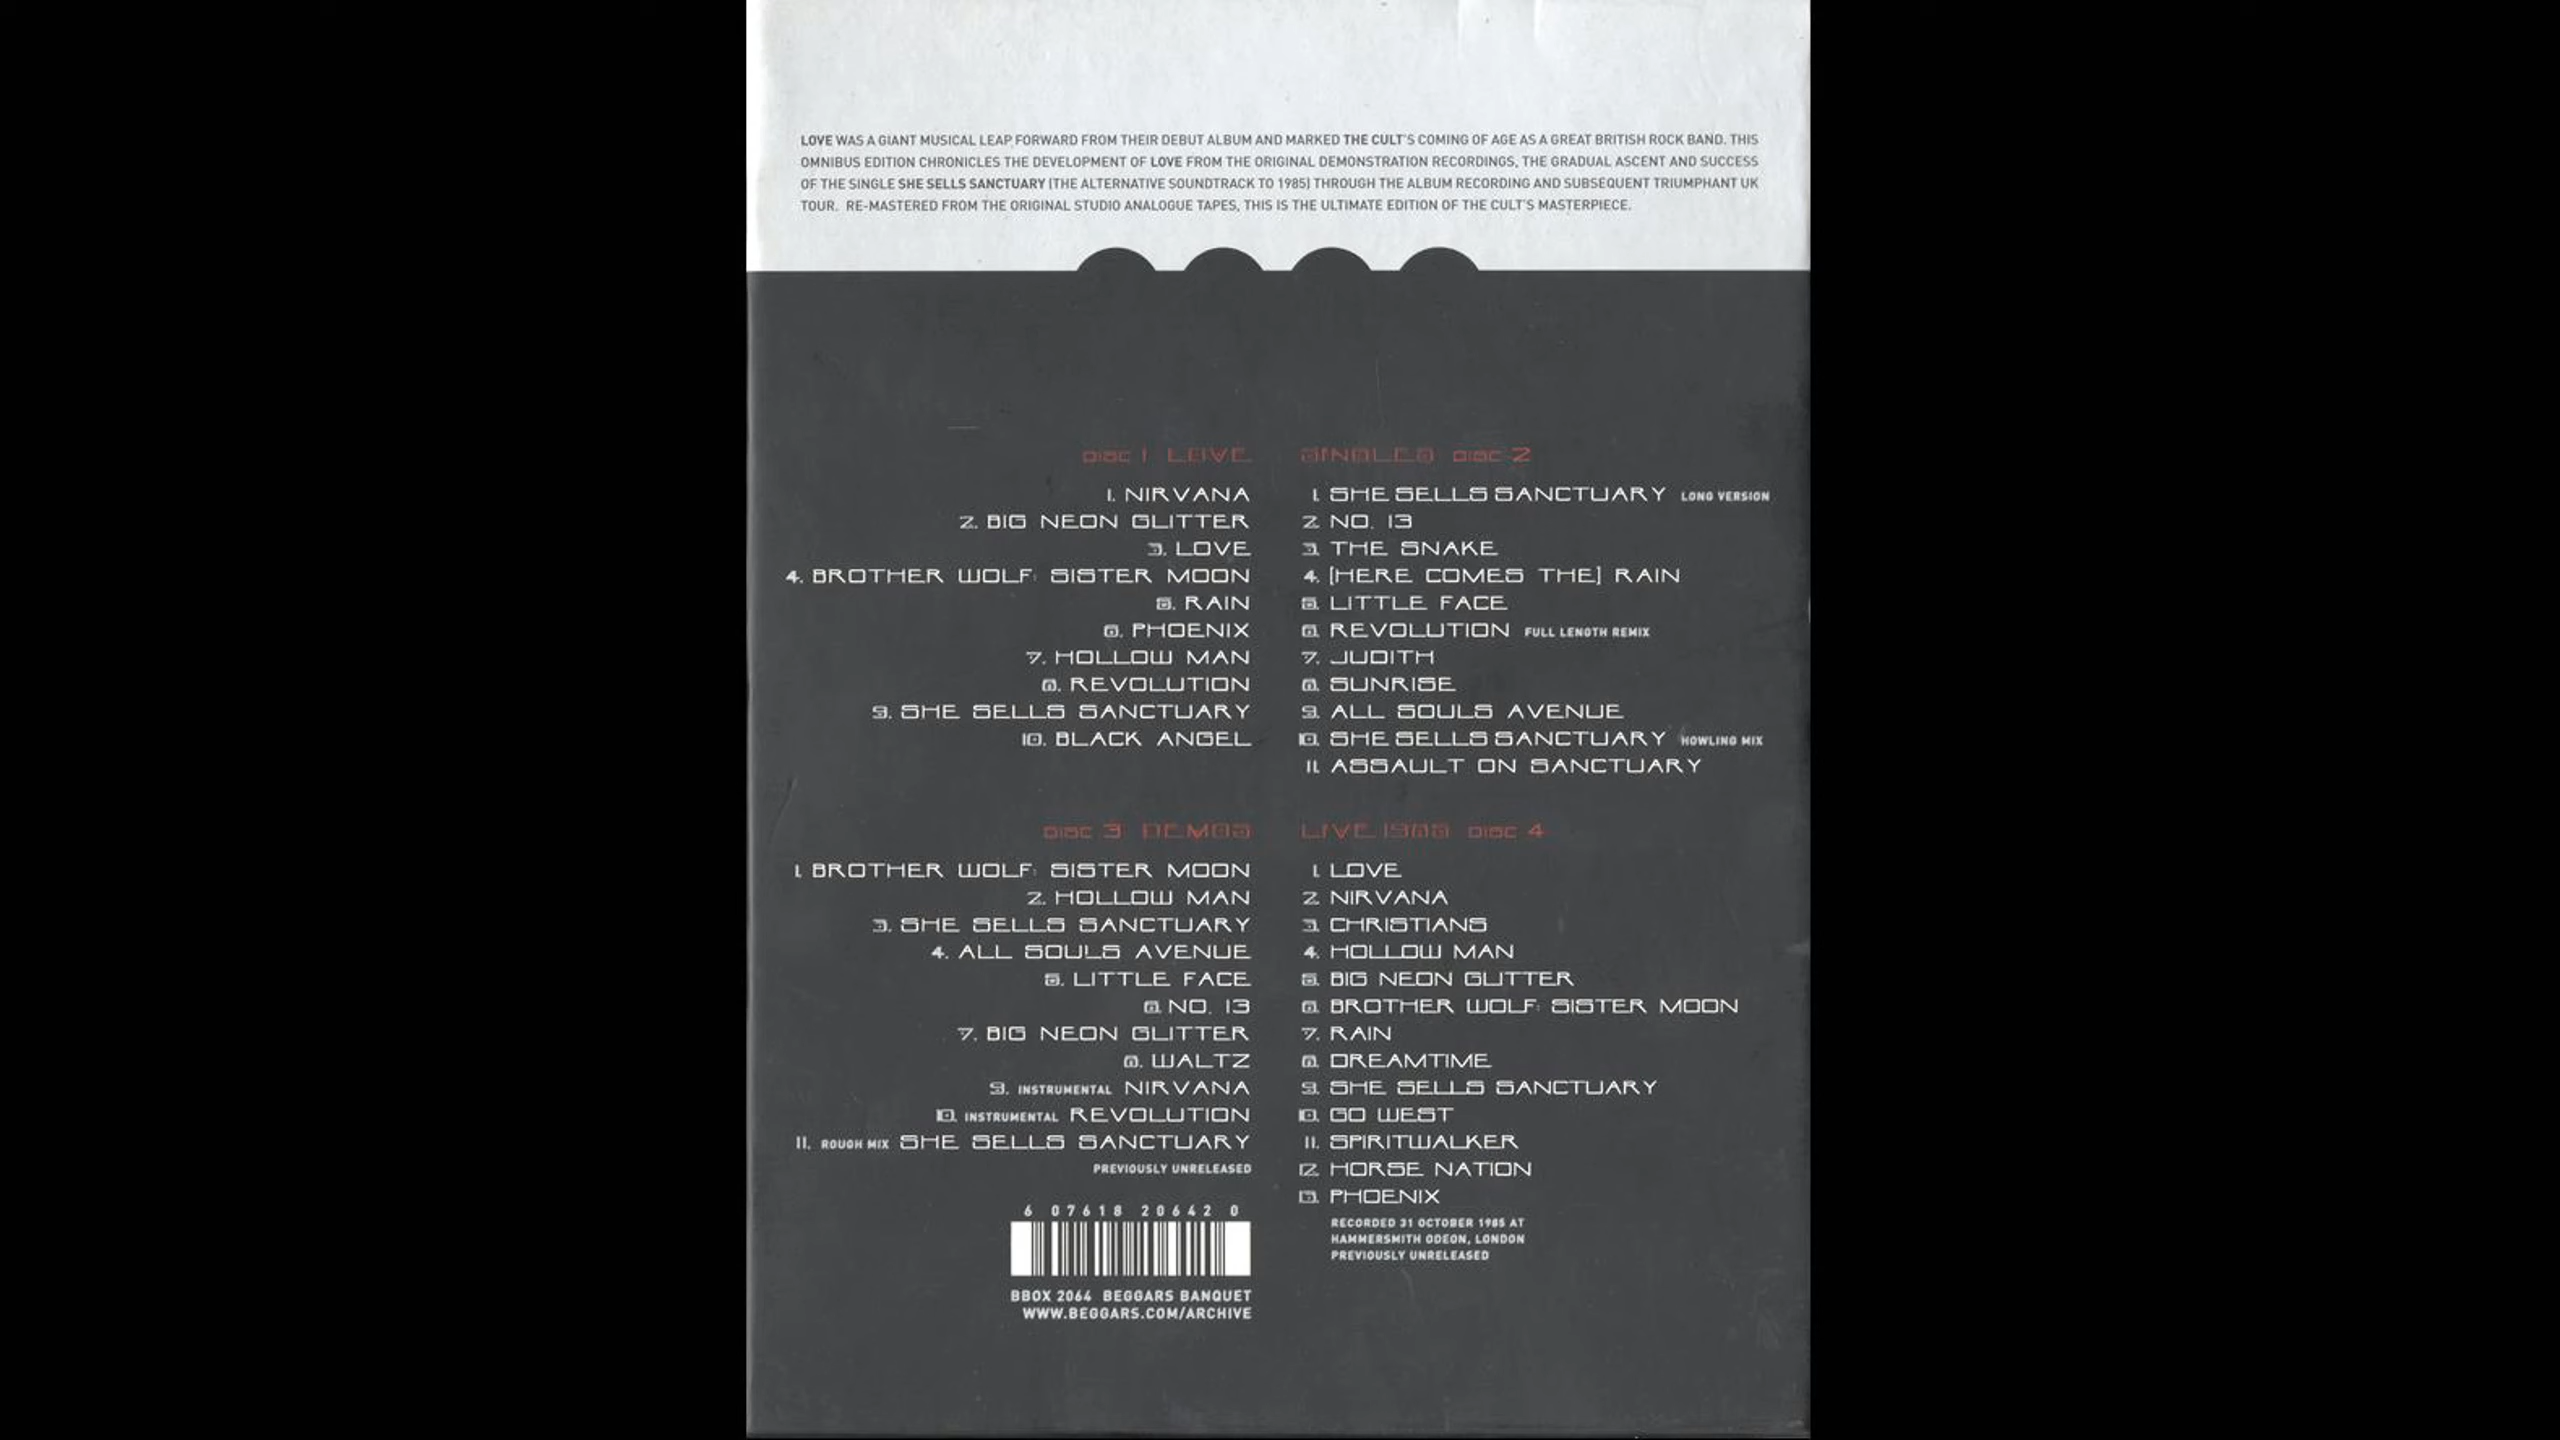 LOVE WAS A GIANT MUSICAL LEAP FORWARD FROM THEIR DEBUT ALBUM AND MARKED THE CULT'S COMING OF AGE AS A GREAT BRITISH ROCK BAND. THIS
OMNIBUS EDITION CHRONICLES THE DEVELOPMENT OF LOVE FROM THE ORIGINAL DEMONSTRATION RECORDINGS, THE GRADUAL ASCENT AND SUCCESS
OF THE SINGLE SHE SELLS SANCTUARY (THE ALTERNATIVE SOUNDTRACK TO 1985) THROUGH THE ALBUM RECORDING AND SUBSEQUENT TRIUMPHANT UK
TOUR. RE-MASTERED FROM THE ORIGINAL STUDIO ANALOGUE TAPES, THIS IS THE ULTIMATE EDITION OF THE CULT'S MASTERPIECE.
DISC 1 LOVE
1. NIRVANA
2. BIG NEON GLITTER
3. LOVE
4. BROTHER WOLF: SISTER MOON
5. RAIN
6. PHOENIX
7. HOLLOW MAN
8. REVOLUTION
9. SHE SELLS SANCTUARY
10. BLACK ANGEL
SINGLES DISC 2
1. SHE SELLS SANCTUARY LONG VERSION
2. NO. 13
3. THE SNAKE
4. [HERE COMES THE] RAIN
5. LITTLE FACE
6. REVOLUTION FULL LENGTH REMIX
7. JUDITH
8. SUNRISE
9. ALL SOULS AVENUE
10. SHE SELLS SANCTUARY HOWLING MIX
11. ASSAULT ON SANCTUARY
DISC 3 DEMOS
1. BROTHER WOLF: SISTER MOON
2. HOLLOW MAN
3. SHE SELLS SANCTUARY
4. ALL SOULS AVENUE
5. LITTLE FACE
6. NO. 13
7. BIG NEON GLITTER
8. WALTZ
9. INSTRUMENTAL NIRVANA
10. INSTRUMENTAL REVOLUTION
11. ROUGH MIX SHE SELLS SANCTUARY
PREVIOUSLY UNRELEASED
LIVE 1985 DISC 4
1. LOVE
2. NIRVANA
3. CHRISTIANS
4. HOLLOW MAN
5. BIG NEON GLITTER
6. BROTHER WOLF: SISTER MOON
7. RAIN
8. DREAMTIME
9. SHE SELLS SANCTUARY
10. GO WEST
11. SPIRITWALKER
12. HORSE NATION
13. PHOENIX
RECORDED 31 OCTOBER 1985 AT
HAMMERSMITH ODEON, LONDON
PREVIOUSLY UNRELEASED
6 07618 20642 0
BBOX 2064 BEGGARS BANQUET
WWW.BEGGARS.COM/ARCHIVE